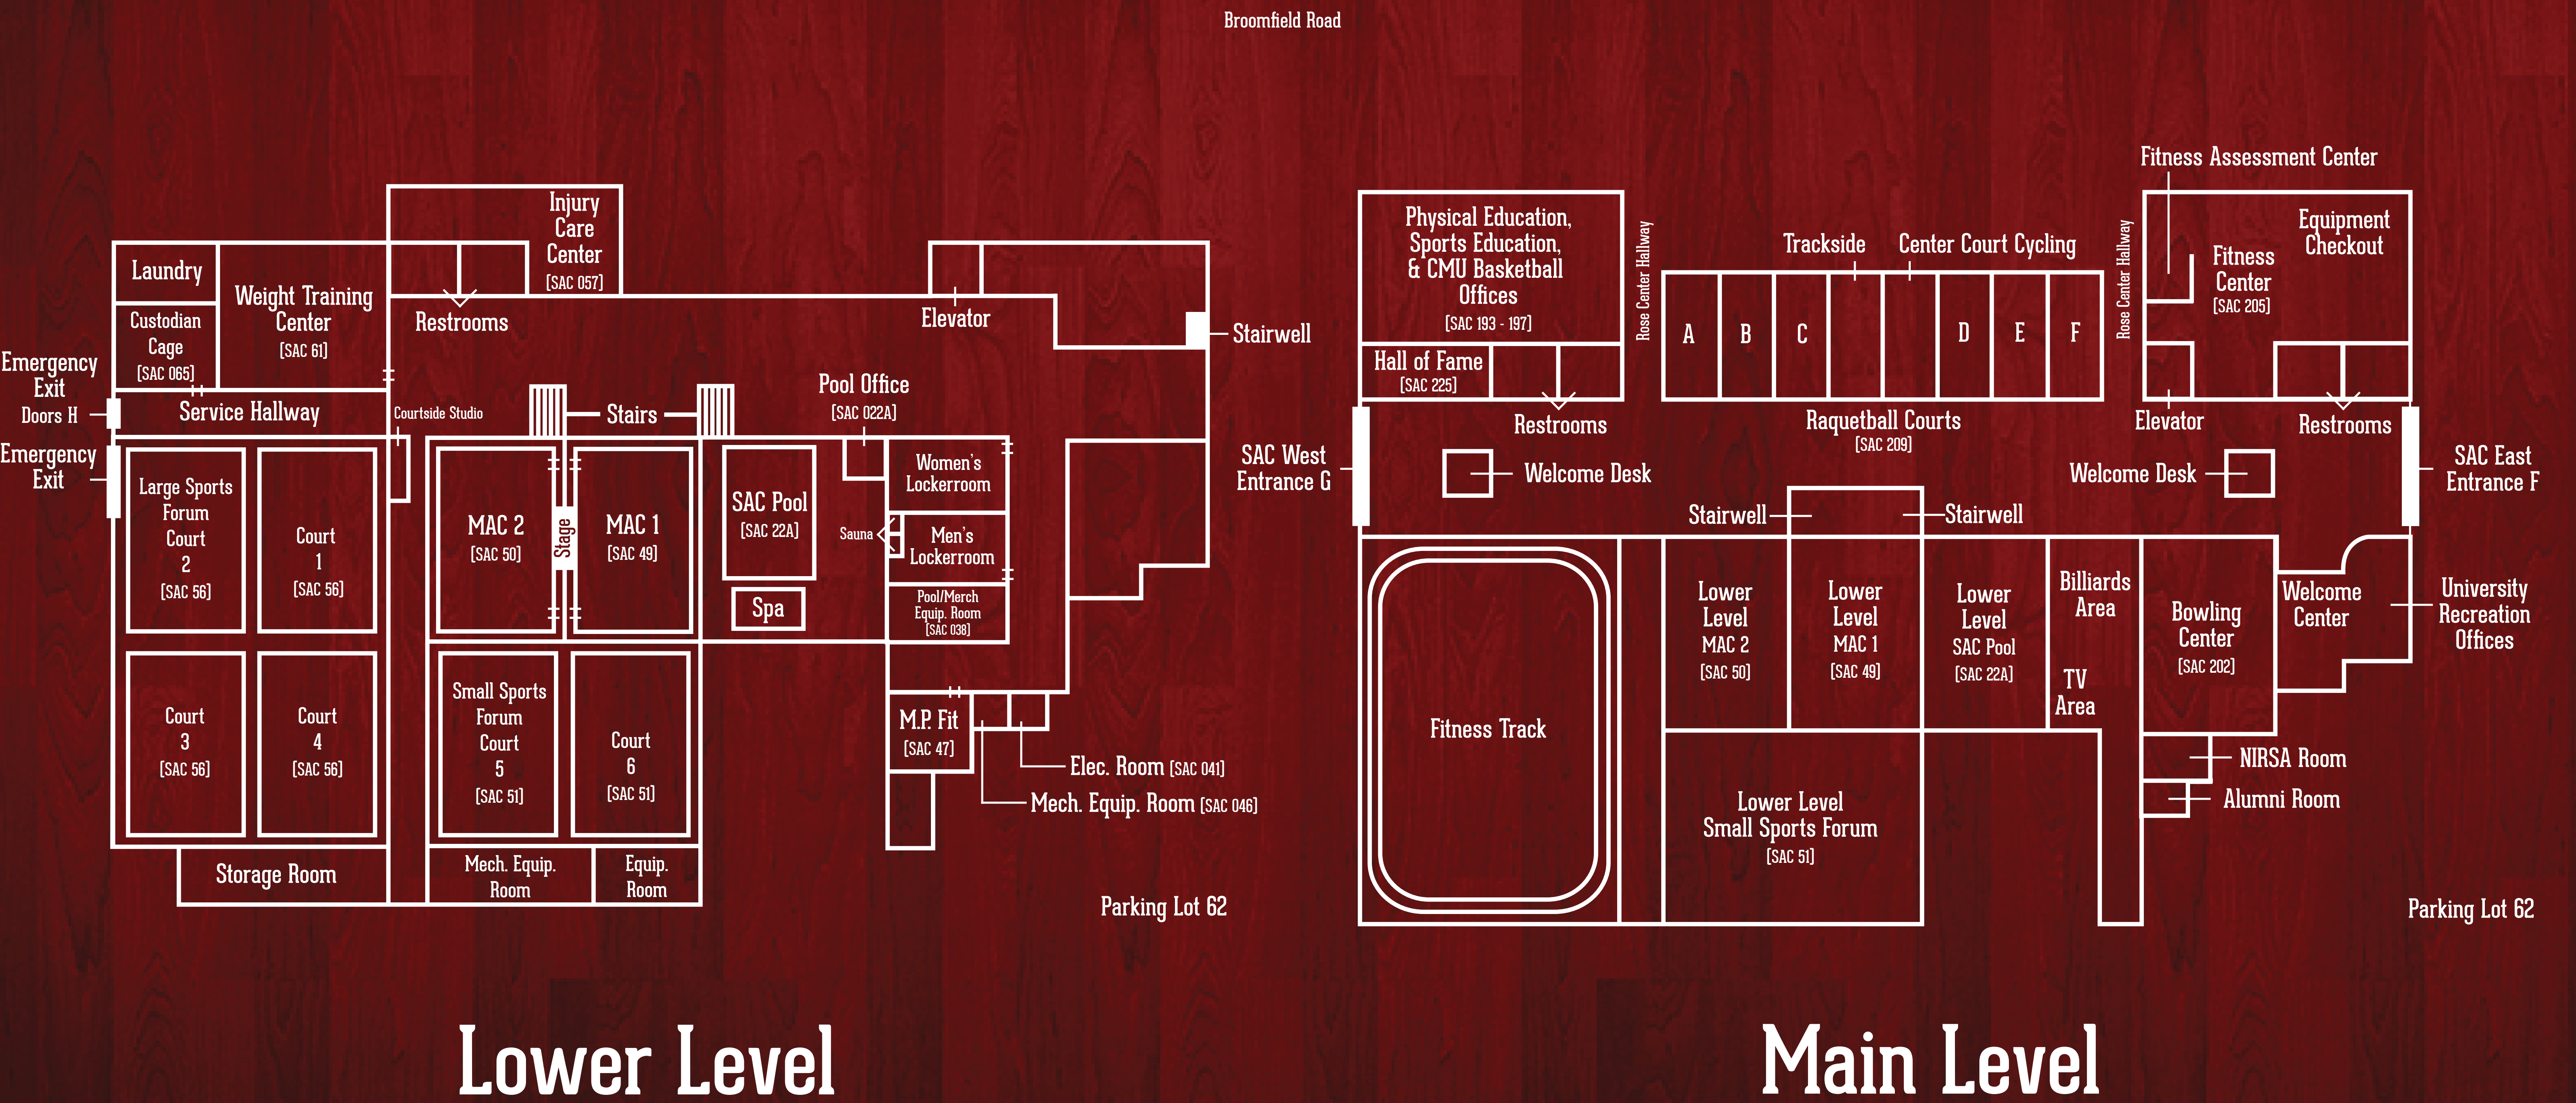 Broomfield Road
Injury
Care
Center
[SAC 057]
Laundry
Weight Training
Center
[SAC 61]
Custodian
Cage
[SAC 065]
Restrooms
Elevator
Stairwell
Emergency
Exit
Doors H
Service Hallway
Courtside Studio
Stairs
Pool Office
[SAC 022A]
Emergency
Exit
Large Sports
Forum
Court
2
[SAC 56]
Court
1
[SAC 56]
MAC 2
[SAC 50]
Stage
MAC 1
[SAC 49]
SAC Pool
[SAC 22A]
Spa
Sauna
Women's
Lockerroom
Men's
Lockerroom
Pool/Merch
Equip. Room
[SAC 038]
Court
3
[SAC 56]
Court
4
[SAC 56]
Small Sports
Forum
Court
5
[SAC 51]
Court
6
[SAC 51]
M.P. Fit
[SAC 47]
Elec. Room [SAC 041]
Mech. Equip. Room [SAC 046]
Storage Room
Mech. Equip.
Room
Equip.
Room
Parking Lot 62
Lower Level
Physical Education,
Sports Education,
& CMU Basketball
Offices
[SAC 193 - 197]
Hall of Fame
[SAC 225]
Restrooms
Rose Center Hallway
Trackside
Center Court Cycling
A
B
C
D
E
F
Raquetball Courts
[SAC 209]
Rose Center Hallway
Fitness Assessment Center
Equipment
Checkout
Fitness
Center
[SAC 205]
Elevator
Restrooms
SAC West
Entrance G
Welcome Desk
Welcome Desk
SAC East
Entrance F
Stairwell
Stairwell
Fitness Track
Lower
Level
MAC 2
[SAC 50]
Lower
Level
MAC 1
[SAC 49]
Lower
Level
SAC Pool
[SAC 22A]
Billiards
Area
TV
Area
Bowling
Center
[SAC 202]
Welcome
Center
University
Recreation
Offices
NIRSA Room
Alumni Room
Lower Level
Small Sports Forum
[SAC 51]
Parking Lot 62
Main Level